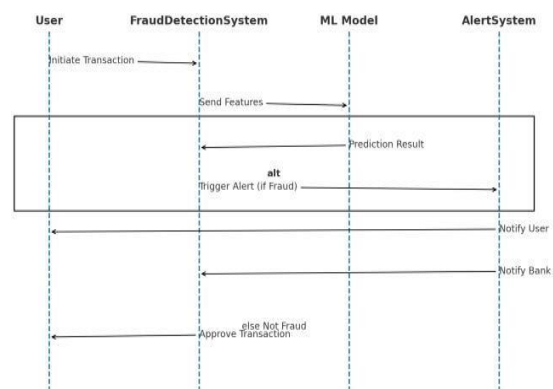 User FraudDetectionSystem ML Model AlertSystem
Initiate Transaction
Send Features
Prediction Result
alt
Trigger Alert (if Fraud)
Notify User
Notify Bank
else Not Fraud
Approve Transaction